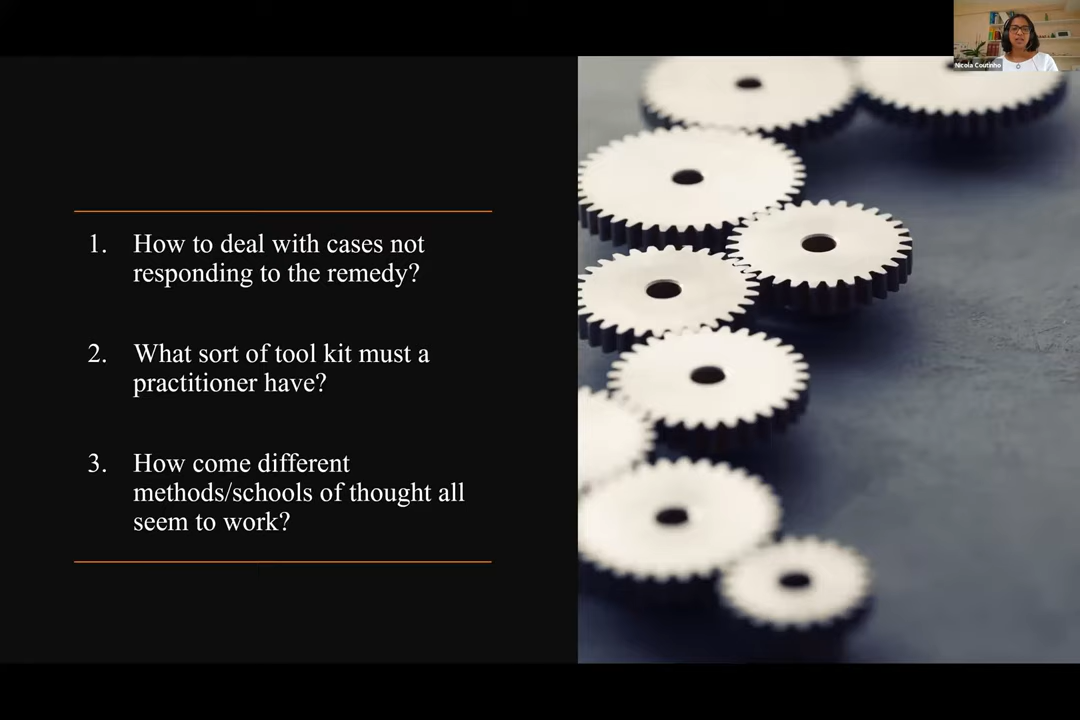 Nicola Coutinho
1. How to deal with cases not
responding to the remedy?
2. What sort of tool kit must a
practitioner have?
3. How come different
methods/schools of thought all
seem to work?